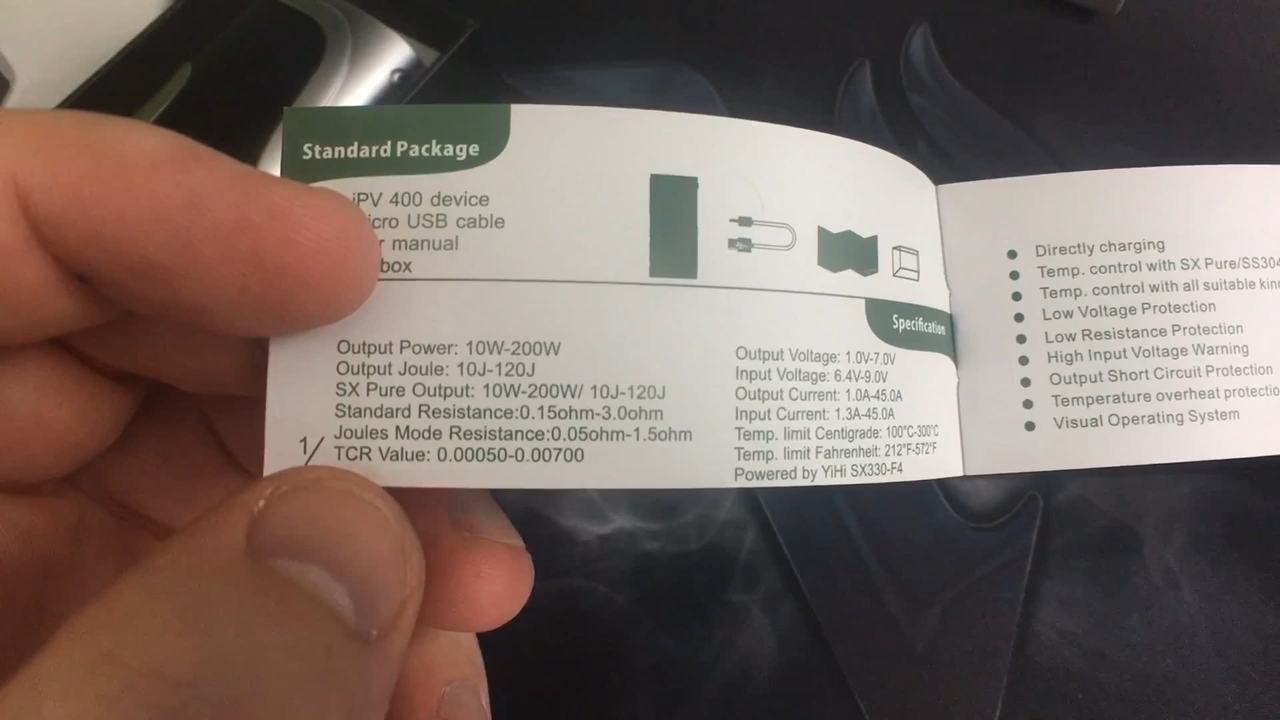 Standard Package
iPV 400 device
USB cable
manual
box
Specification
Output Power: 10W-200W
Output Joule: 10J-120J
SX Pure Output: 10W-200W/ 10J-120J
Standard Resistance:0.15ohm-3.0ohm
Joules Mode Resistance:0.05ohm-1.5ohm
TCR Value: 0.00050-0.00700
1/
Output Voltage: 1.0V-7.0V
Input Voltage: 6.4V-9.0V
Output Current: 1.0A-45.0A
Input Current: 1.3A-45.0A
Temp. limit Centigrade: 100°C-300°C
Temp. limit Fahrenheit: 212°F-572°F
Powered by YiHi SX330-F4
Directly charging
Temp. control with SX Pure/SS304
Temp. control with all suitable
Low Voltage Protection
Low Resistance Protection
High Input Voltage Warning
Output Short Circuit Protection
Temperature overheat
Visual Operating System